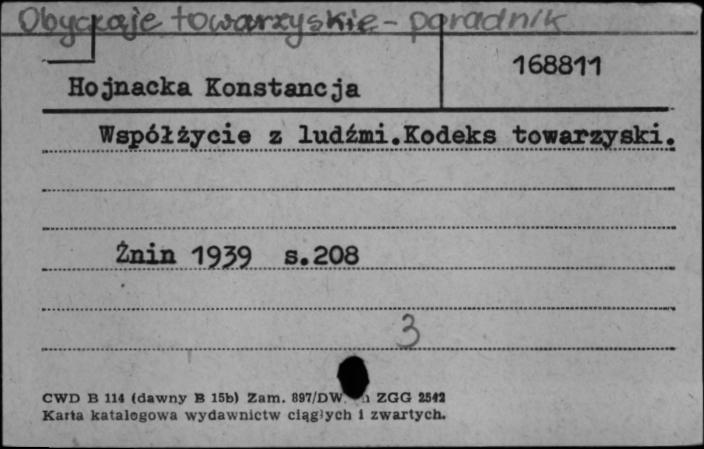 Obyczaje towarzyskie - poradnik
168811
Hojnacka Konstancja
Współżycie z ludźmi.Kodeks towarzyski.
Żnin 1939 s.208
3
CWD B 114 (dawny B 15b) Zam. 897/DW. ZGG 2542
Karta katalogowa wydawnictw ciągłych i zwartych.